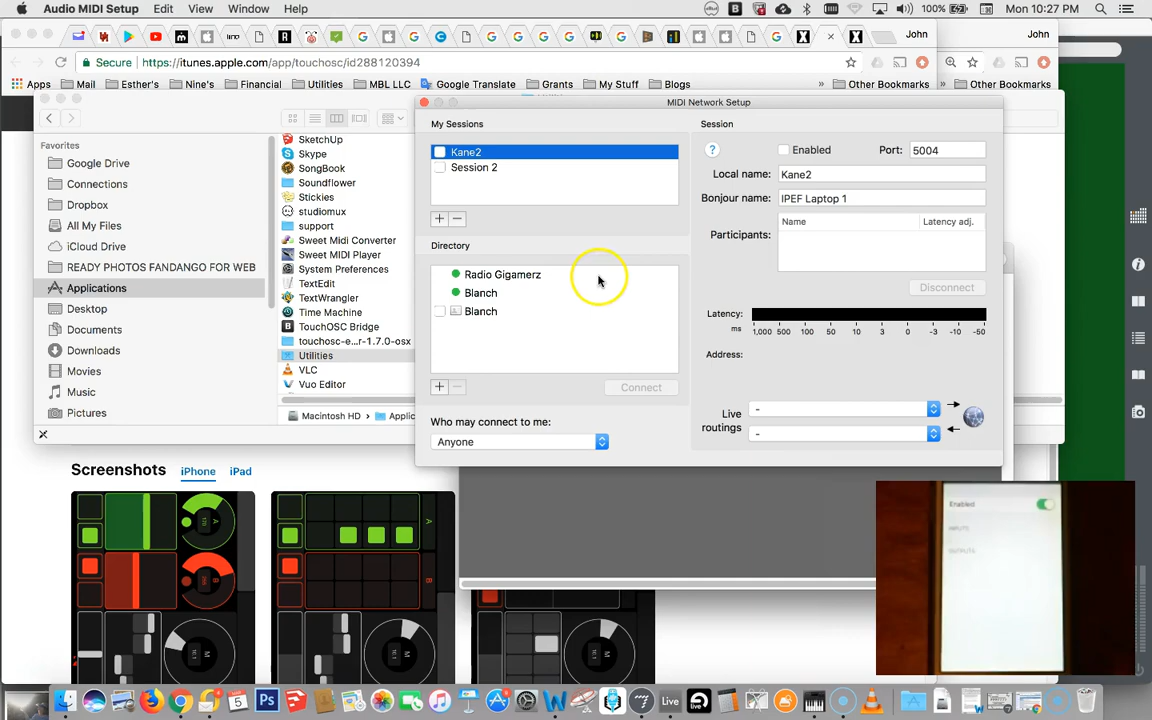 Audio MIDI Setup Edit View Window Help 100% Mon 10:27 PM
John John
Secure https://itunes.apple.com/app/touchosc/id288120394
Apps Mail Esther's Nine's Financial Utilities MBL LLC Google Translate Grants My Stuff Blogs » Other Bookmarks » Other Bookmarks
MIDI Network Setup
Favorites
Google Drive
Connections
Dropbox
All My Files
iCloud Drive
READY PHOTOS FANDANGO FOR WEB
Applications
Desktop
Documents
Downloads
Movies
Music
Pictures
SketchUp
Skype
SongBook
Soundflower
Stickies
studiomux
support
Sweet Midi Converter
Sweet MIDI Player
System Preferences
TextEdit
TextWrangler
Time Machine
TouchOSC Bridge
touchosc-e...r-1.7.0-osx
Utilities
VLC
Vuo Editor
Macintosh HD Applic
My Sessions
Kane2
Session 2
+ −
Directory
Radio Gigamerz
Blanch
Blanch
+ − Connect
Who may connect to me:
Anyone
Session
? Enabled Port: 5004
Local name: Kane2
Bonjour name: IPEF Laptop 1
Name Latency adj.
Participants:
Disconnect
Latency:
ms 1,000 500 100 50 10 3 0 -3 -10 -50
Address:
Live
routings: - -
Screenshots iPhone iPad
A A
B B
M M M
Enabled
INPUTS
OUTPUTS
5
Live